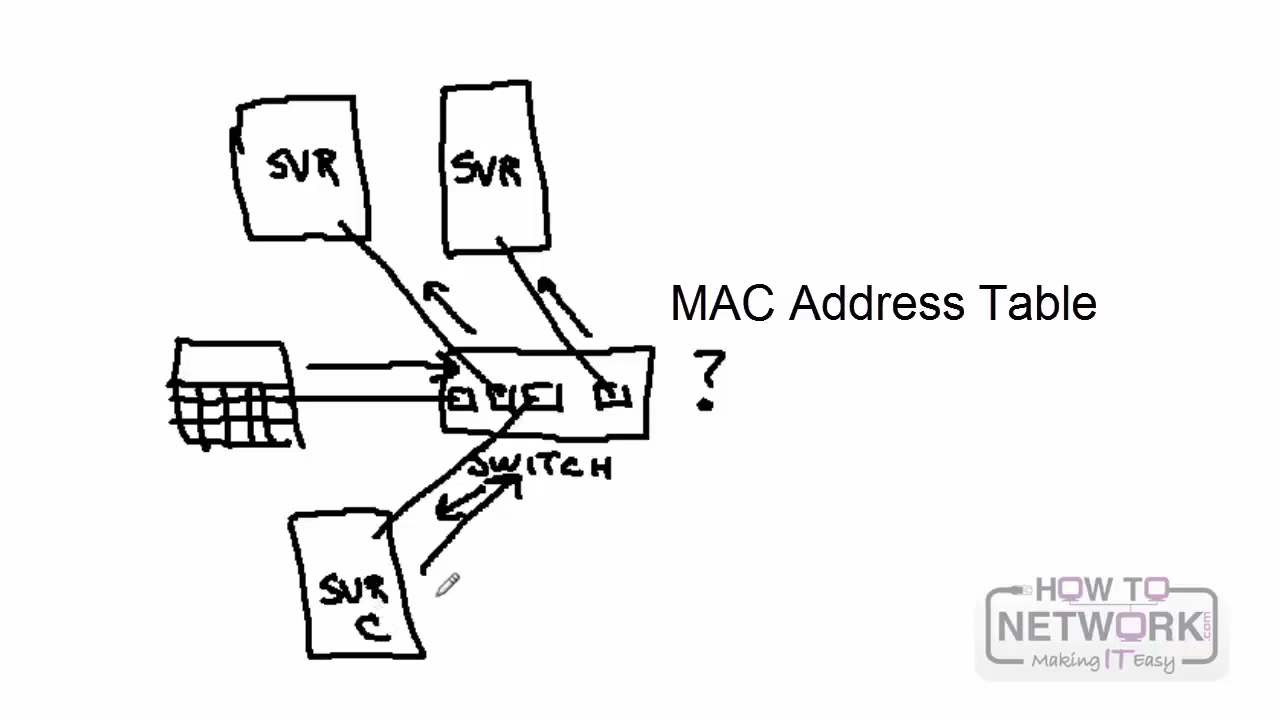 SVR
SVR
MAC Address Table
?
SWITCH
SVR
C
HOW TO
NETWORK.com
Making IT Easy